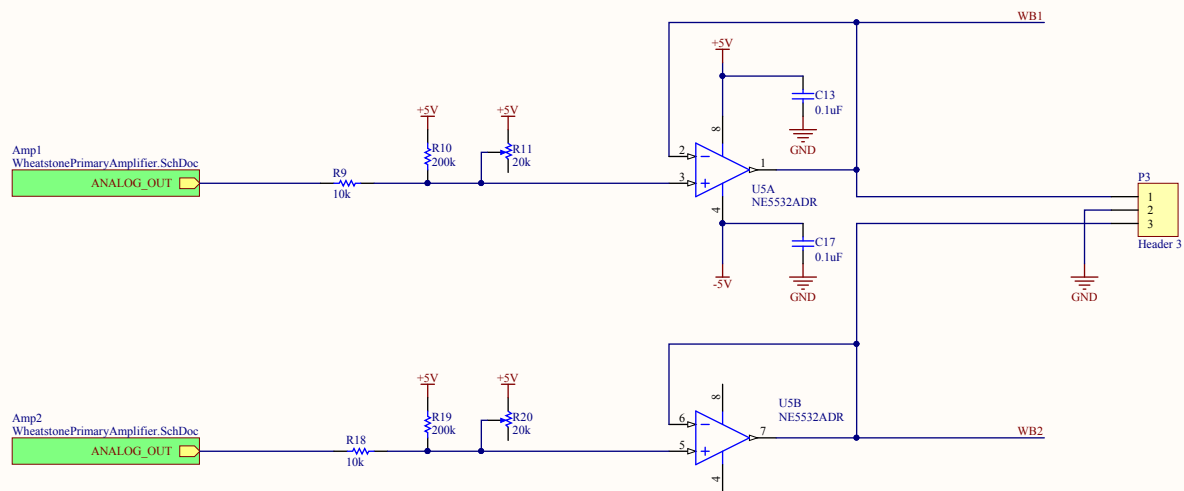 WB1
+5V
C13
0.1uF
GND
8
+5V
+5V
R10
200k
R11
20k
Amp1
WheatstonePrimaryAmplifier.SchDoc
ANALOG_OUT
R9
10k
2
3
1
U5A
NE5532ADR
4
C17
0.1uF
-5V
GND
P3
1
2
3
Header 3
GND
+5V
+5V
R19
200k
R20
20k
Amp2
WheatstonePrimaryAmplifier.SchDoc
ANALOG_OUT
R18
10k
8
U5B
NE5532ADR
6
5
7
4
WB2